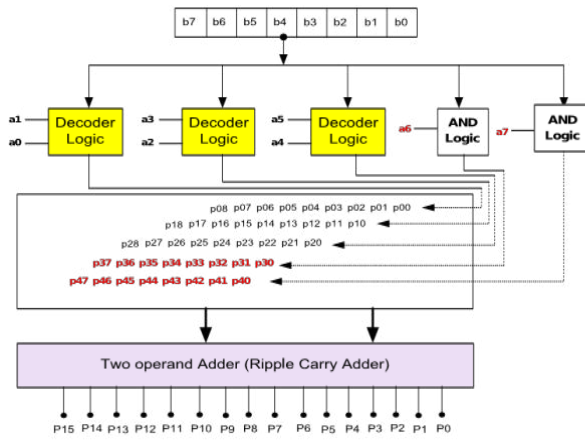 b7 b6 b5 b4 b3 b2 b1 b0
a1 Decoder Logic a0
a3 Decoder Logic a2
a5 Decoder Logic a4
a6 AND Logic
a7 AND Logic
p08 p07 p06 p05 p04 p03 p02 p01 p00
p18 p17 p16 p15 p14 p13 p12 p11 p10
p28 p27 p26 p25 p24 p23 p22 p21 p20
p37 p36 p35 p34 p33 p32 p31 p30
p47 p46 p45 p44 p43 p42 p41 p40
Two operand Adder (Ripple Carry Adder)
P15 P14 P13 P12 P11 P10 P9 P8 P7 P6 P5 P4 P3 P2 P1 P0